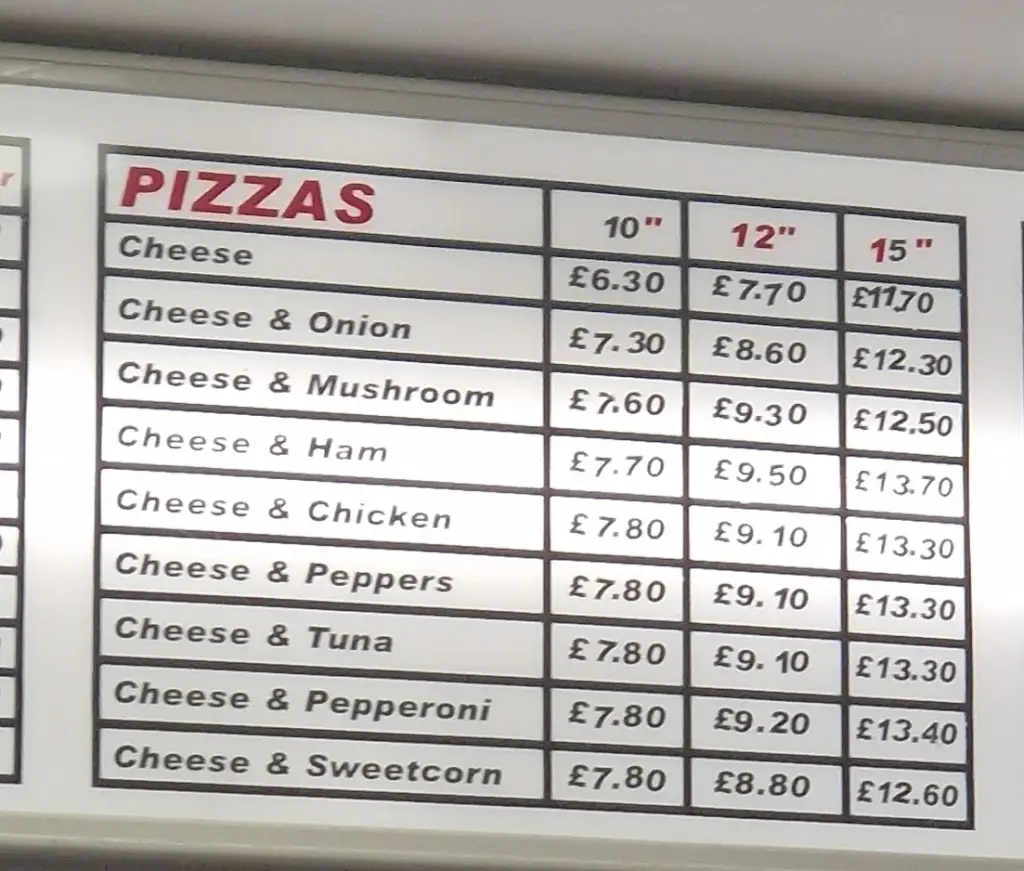 r
PIZZAS 10" 12" 15"
Cheese £6.30 £7.70 £11.70
Cheese & Onion £7.30 £8.60 £12.30
Cheese & Mushroom £7.60 £9.30 £12.50
Cheese & Ham £7.70 £9.50 £13.70
Cheese & Chicken £7.80 £9.10 £13.30
Cheese & Peppers £7.80 £9.10 £13.30
Cheese & Tuna £7.80 £9.10 £13.30
Cheese & Pepperoni £7.80 £9.20 £13.40
Cheese & Sweetcorn £7.80 £8.80 £12.60